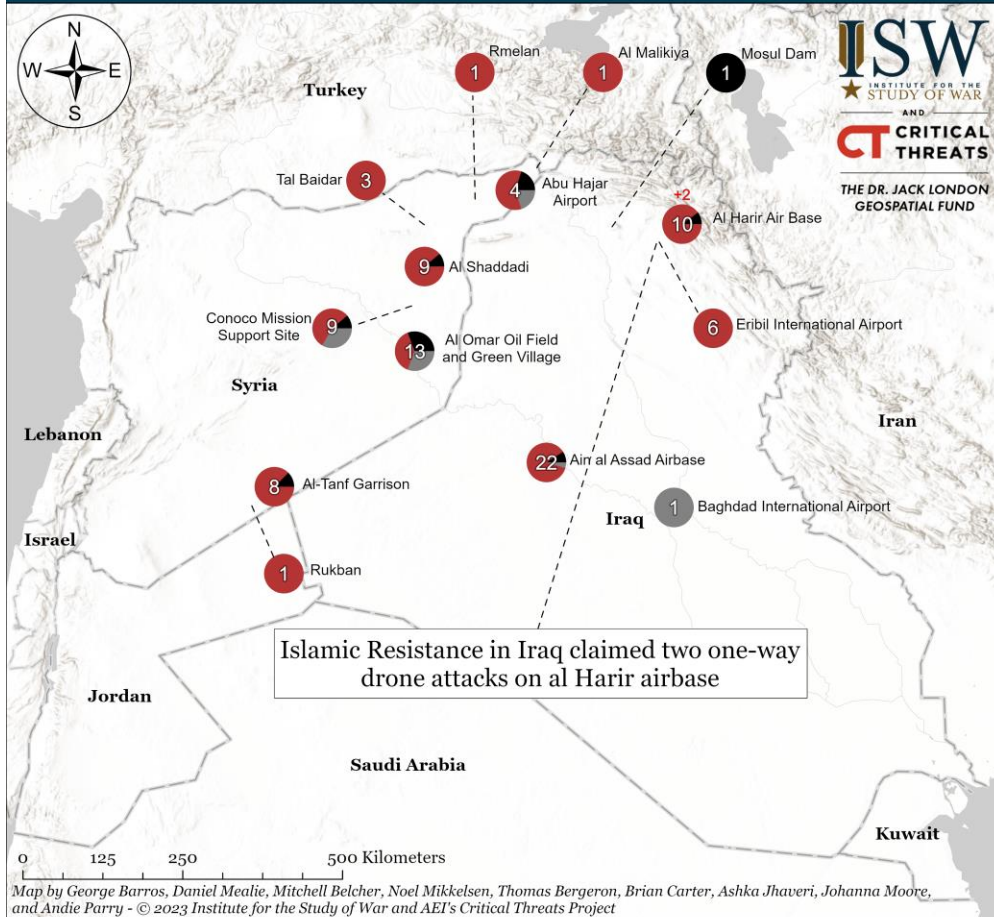 N
W E
S
Turkey
Rmelan
1
Al Malikiya
1
Mosul Dam
1
ISW
INSTITUTE FOR THE
STUDY OF WAR
AND
CT CRITICAL
THREATS
THE DR. JACK LONDON
GEOSPATIAL FUND
Tal Baidar
3
4
Abu Hajar
Airport
+2
10
Al Harir Air Base
9
Al Shaddadi
Conoco Mission
Support Site
9
13
Al Omar Oil Field
and Green Village
6
Eribil International Airport
Syria
Lebanon
Iran
22
Ain al Assad Airbase
8
Al-Tanf Garrison
1
Baghdad International Airport
Iraq
Israel
1
Rukban
Islamic Resistance in Iraq claimed two one-way
drone attacks on al Harir airbase
Jordan
Saudi Arabia
Kuwait
0 125 250 500 Kilometers
Map by George Barros, Daniel Mealie, Mitchell Belcher, Noel Mikkelsen, Thomas Bergeron, Brian Carter, Ashka Jhaveri, Johanna Moore,
and Andie Parry - © 2023 Institute for the Study of War and AEI's Critical Threats Project